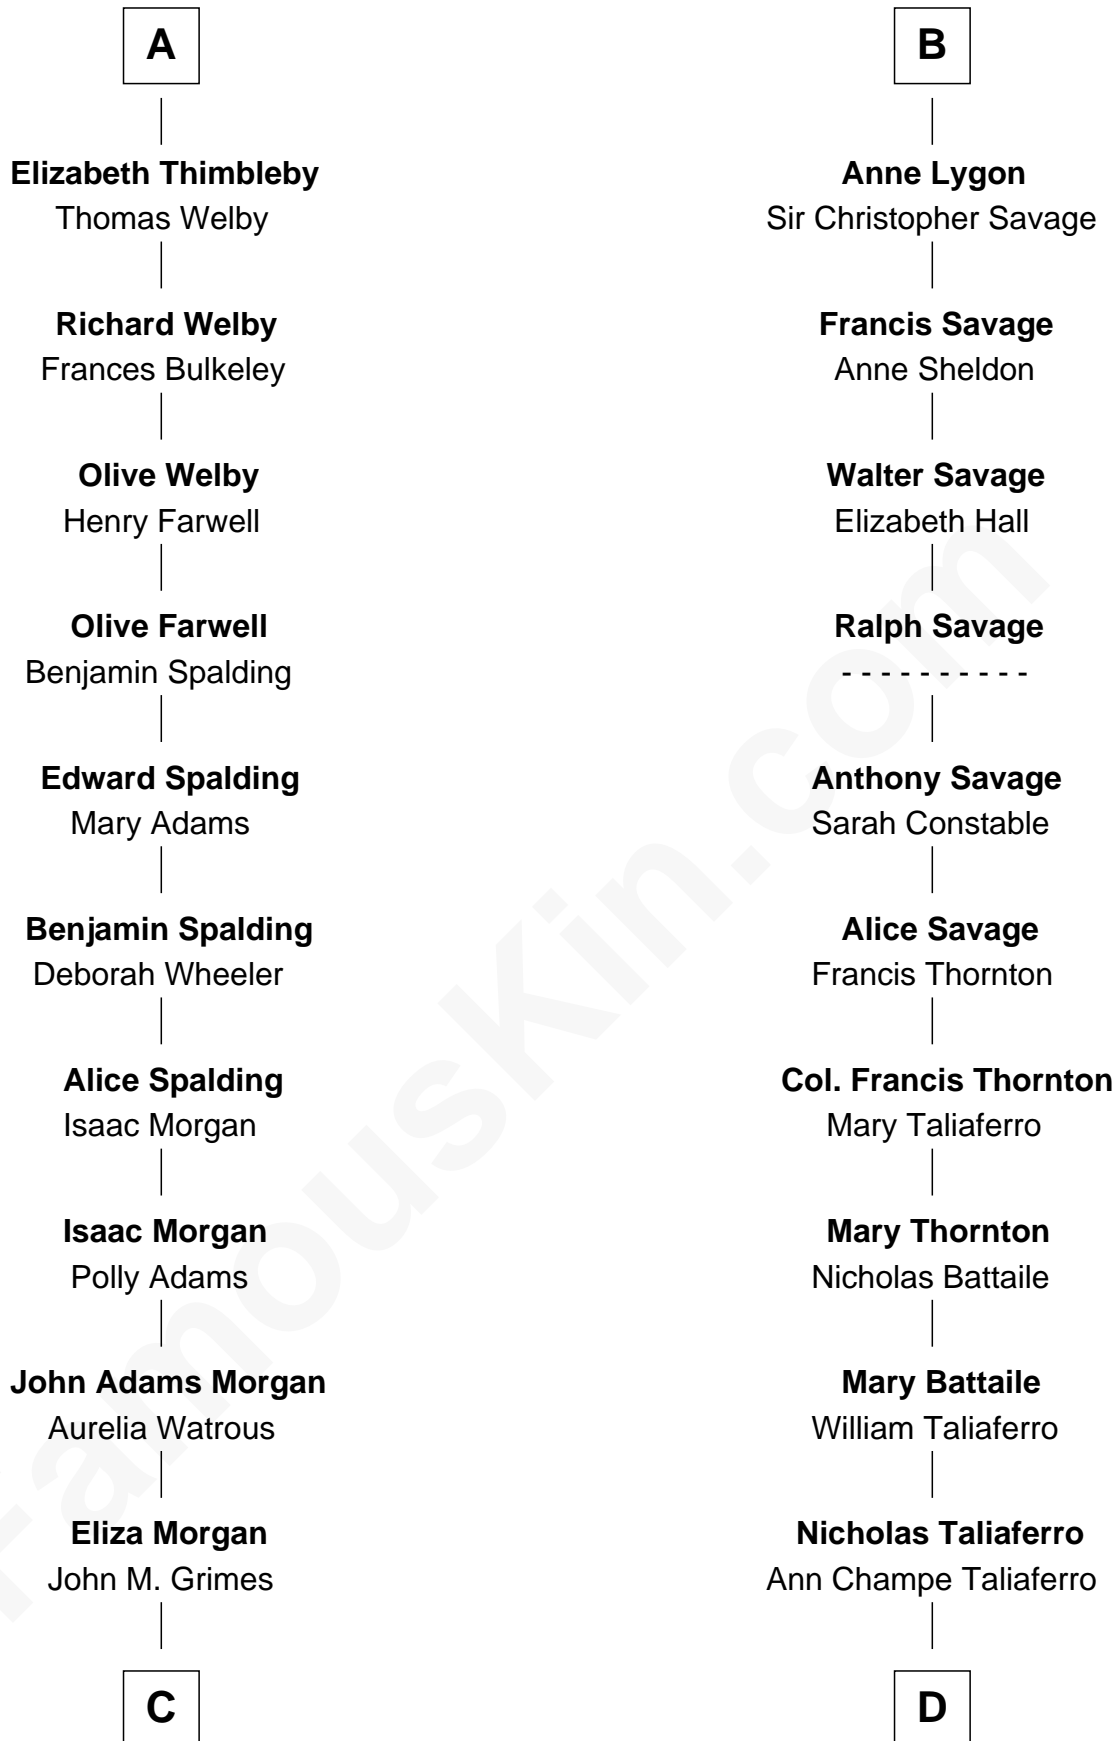 A
Elizabeth Thimbleby
Thomas Welby
Richard Welby
Frances Bulkeley
Olive Welby
Henry Farwell
Olive Farwell
Benjamin Spalding
Edward Spalding
Mary Adams
Benjamin Spalding
Deborah Wheeler
Alice Spalding
Isaac Morgan
Isaac Morgan
Polly Adams
John Adams Morgan
Aurelia Watrous
Eliza Morgan
John M. Grimes
C
B
Anne Lygon
Sir Christopher Savage
Francis Savage
Anne Sheldon
Walter Savage
Elizabeth Hall
Ralph Savage
- - - - - - - - - -
Anthony Savage
Sarah Constable
Alice Savage
Francis Thornton
Col. Francis Thornton
Mary Taliaferro
Mary Thornton
Nicholas Battaile
Mary Battaile
William Taliaferro
Nicholas Taliaferro
Ann Champe Taliaferro
D
FamousKin.com